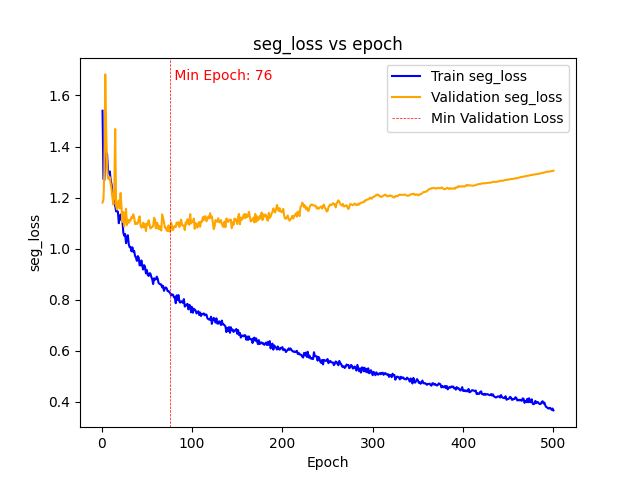 seg_loss vs epoch
Min Epoch: 76
Train seg_loss
Validation seg_loss
Min Validation Loss
seg_loss
1.6
1.4
1.2
1.0
0.8
0.6
0.4
0
100
200
300
400
500
Epoch